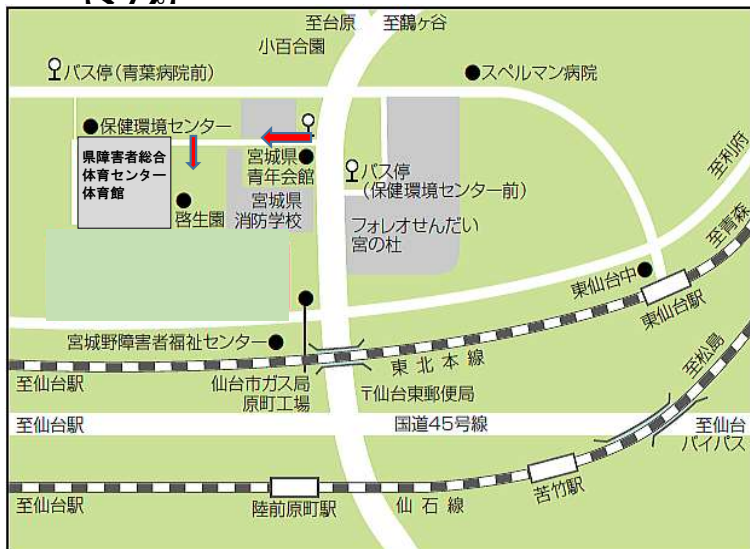 至台原
至鶴ヶ谷
小百合園
バス停(青葉病院前)
スペルマン病院
保健環境センター
県障害者総合
体育センター
体育館
宮城県
青年会館
バス停
(保健環境センター前)
至利府
啓生園
宮城県
消防学校
フォレオせんだい
宮の杜
至青森
東仙台中
東仙台駅
宮城野障害者福祉センター
東北本線
至松島
至仙台駅
仙台市ガス局
原町工場
〒仙台東郵便局
至仙台駅
国道45号線
至仙台
バイパス
苦竹駅
至仙台駅
陸前原町駅
仙石線